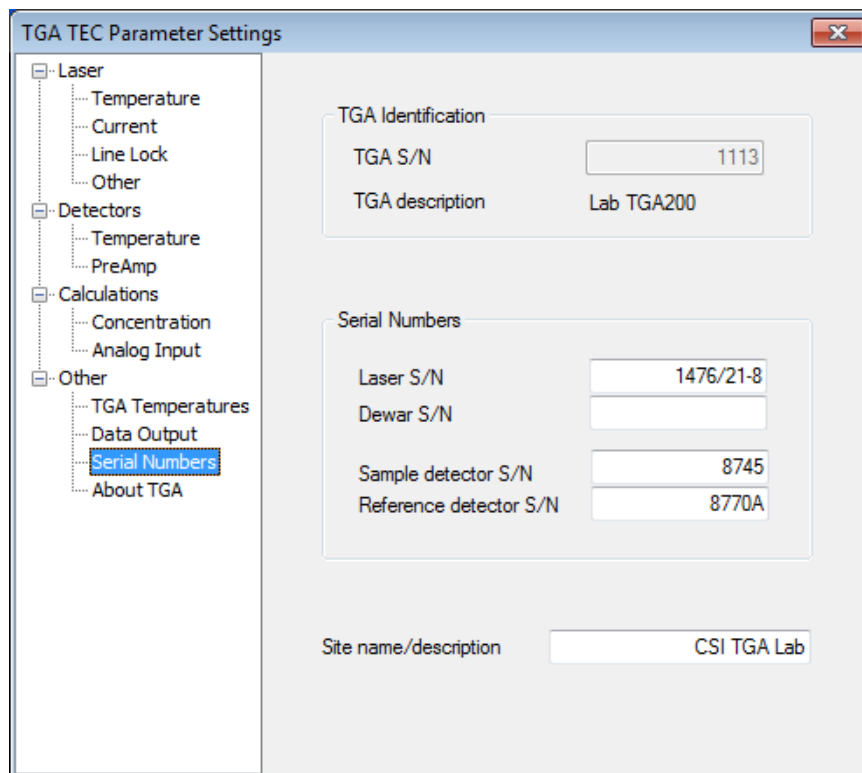 TGA TEC Parameter Settings
Laser
Temperature
Current
Line Lock
Other
Detectors
Temperature
PreAmp
Calculations
Concentration
Analog Input
Other
TGA Temperatures
Data Output
Serial Numbers
About TGA
TGA Identification
TGA S/N 1113
TGA description Lab TGA200
Serial Numbers
Laser S/N 1476/21-8
Dewar S/N
Sample detector S/N 8745
Reference detector S/N 8770A
Site name/description CSI TGA Lab